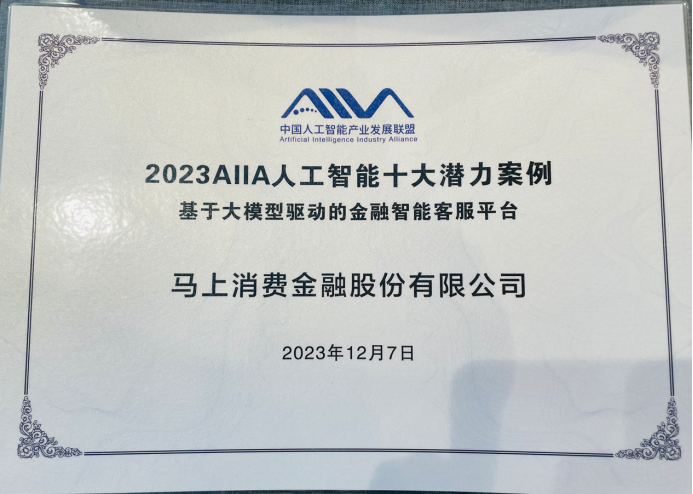 AIIA
中国人工智能产业发展联盟
Artificial Intelligence Industry Alliance
2023AIIA人工智能十大潜力案例
基于大模型驱动的金融智能客服平台
马上消费金融股份有限公司
2023年12月7日